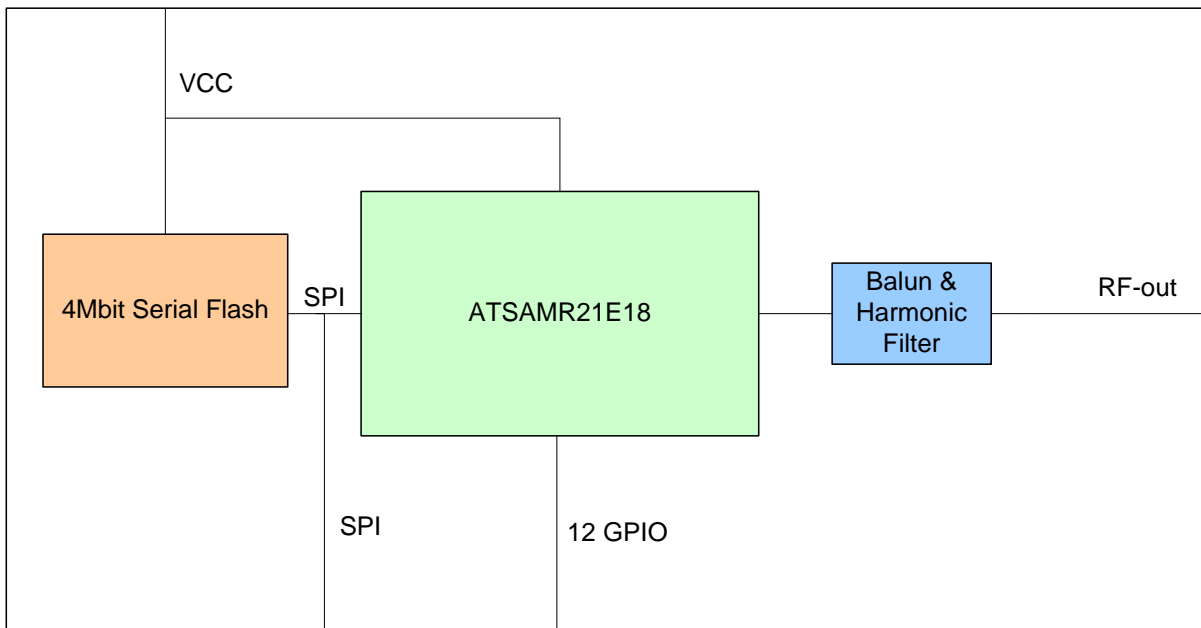 VCC
4Mbit Serial Flash
SPI
ATSAMR21E18
Balun &
Harmonic
Filter
RF-out
SPI
12 GPIO